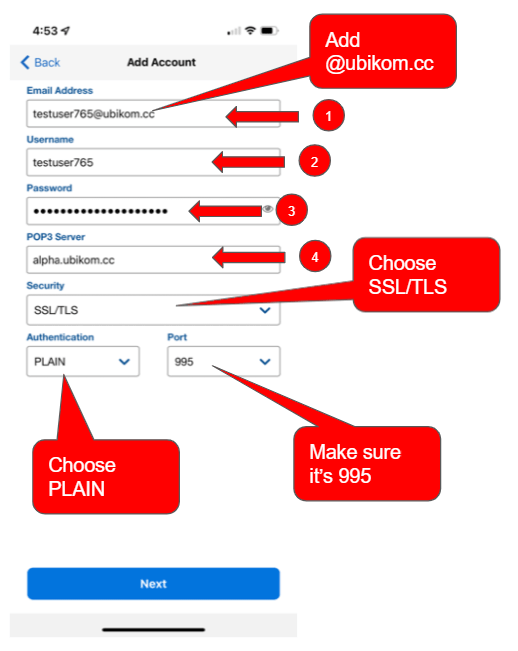 4:53
Add
@ubikom.cc
Back
Add Account
Email Address
testuser765@ubikom.cc
1
Username
testuser765
2
Password
••••••••••••••••••••
3
POP3 Server
alpha.ubikom.cc
4
Choose
SSL/TLS
Security
SSL/TLS
Authentication
Port
PLAIN
995
Choose
PLAIN
Make sure
it's 995
Next